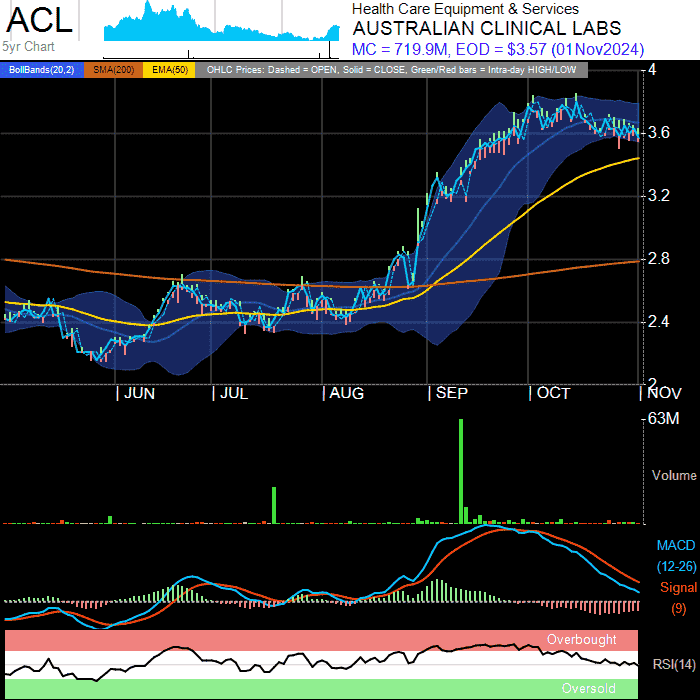 ACL
5yr Chart
Health Care Equipment & Services
AUSTRALIAN CLINICAL LABS
MC = 719.9M, EOD = $3.57 (01Nov2024)
BollBands(20,2) SMA(200) EMA(50) OHLC Prices: Dashed = OPEN, Solid = CLOSE, Green/Red bars = Intra-day HIGH/LOW
4
3.6
3.2
2.8
2.4
2
JUN JUL AUG SEP OCT NOV
63M
Volume
MACD
(12-26)
Signal
(9)
Overbought
RSI(14)
Oversold